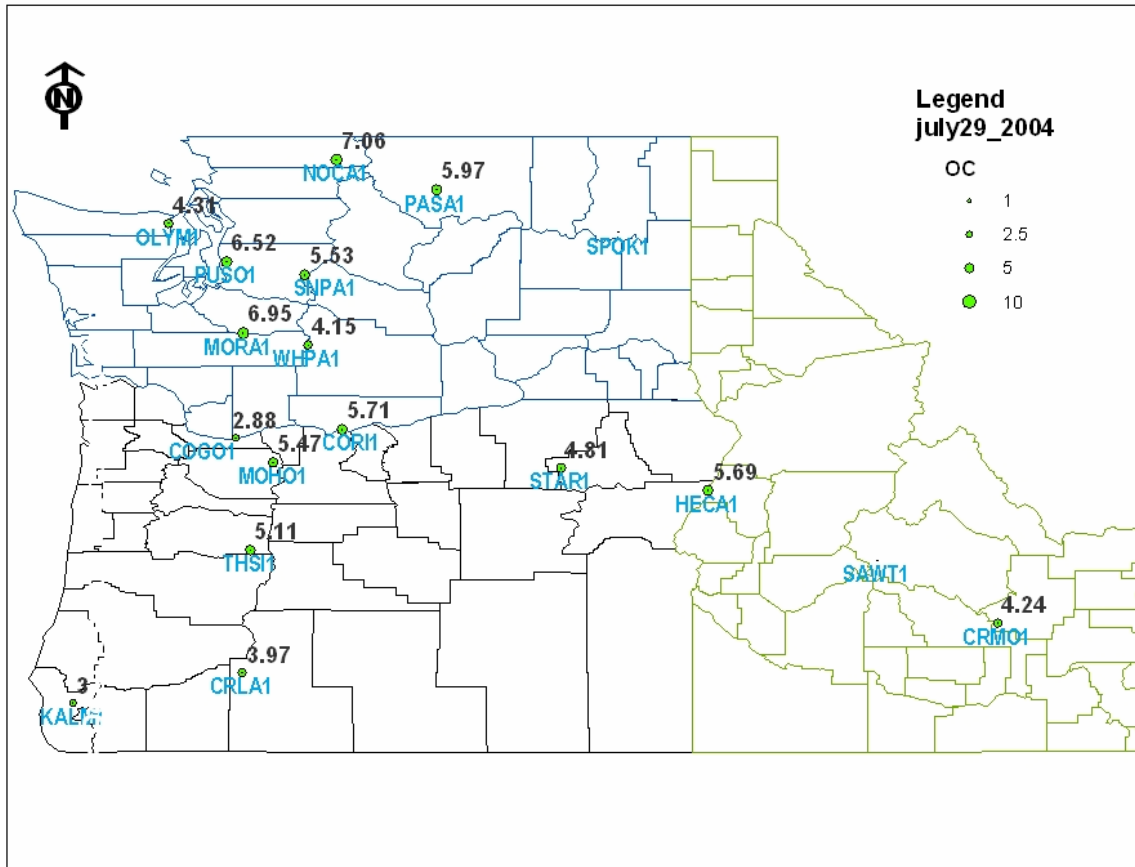 N
Legend
july29_2004
OC
1
2.5
5
10
7.06
NOCA1
5.97
PASA1
4.31
OLYM1
6.52
PUSO1
5.53
SNPA1
SPOK1
6.95
MORA1
4.15
WHPA1
2.88
COGO1
5.47
MOHO1
5.71
CORI1
4.81
STAR1
5.69
HECA1
5.11
THSI1
SAWT1
4.24
CRMO1
3.97
CRLA1
3